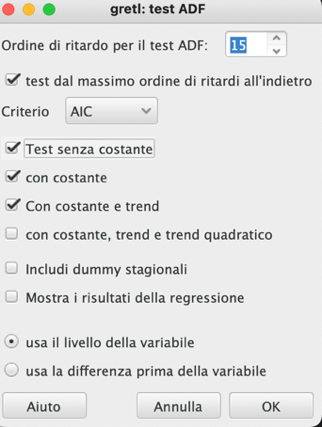 gretl: test ADF
Ordine di ritardo per il test ADF: 15
test dal massimo ordine di ritardi all'indietro
Criterio AIC
Test senza costante
con costante
Con costante e trend
con costante, trend e trend quadratico
Includi dummy stagionali
Mostra i risultati della regressione
usa il livello della variabile
usa la differenza prima della variabile
Aiuto Annulla OK